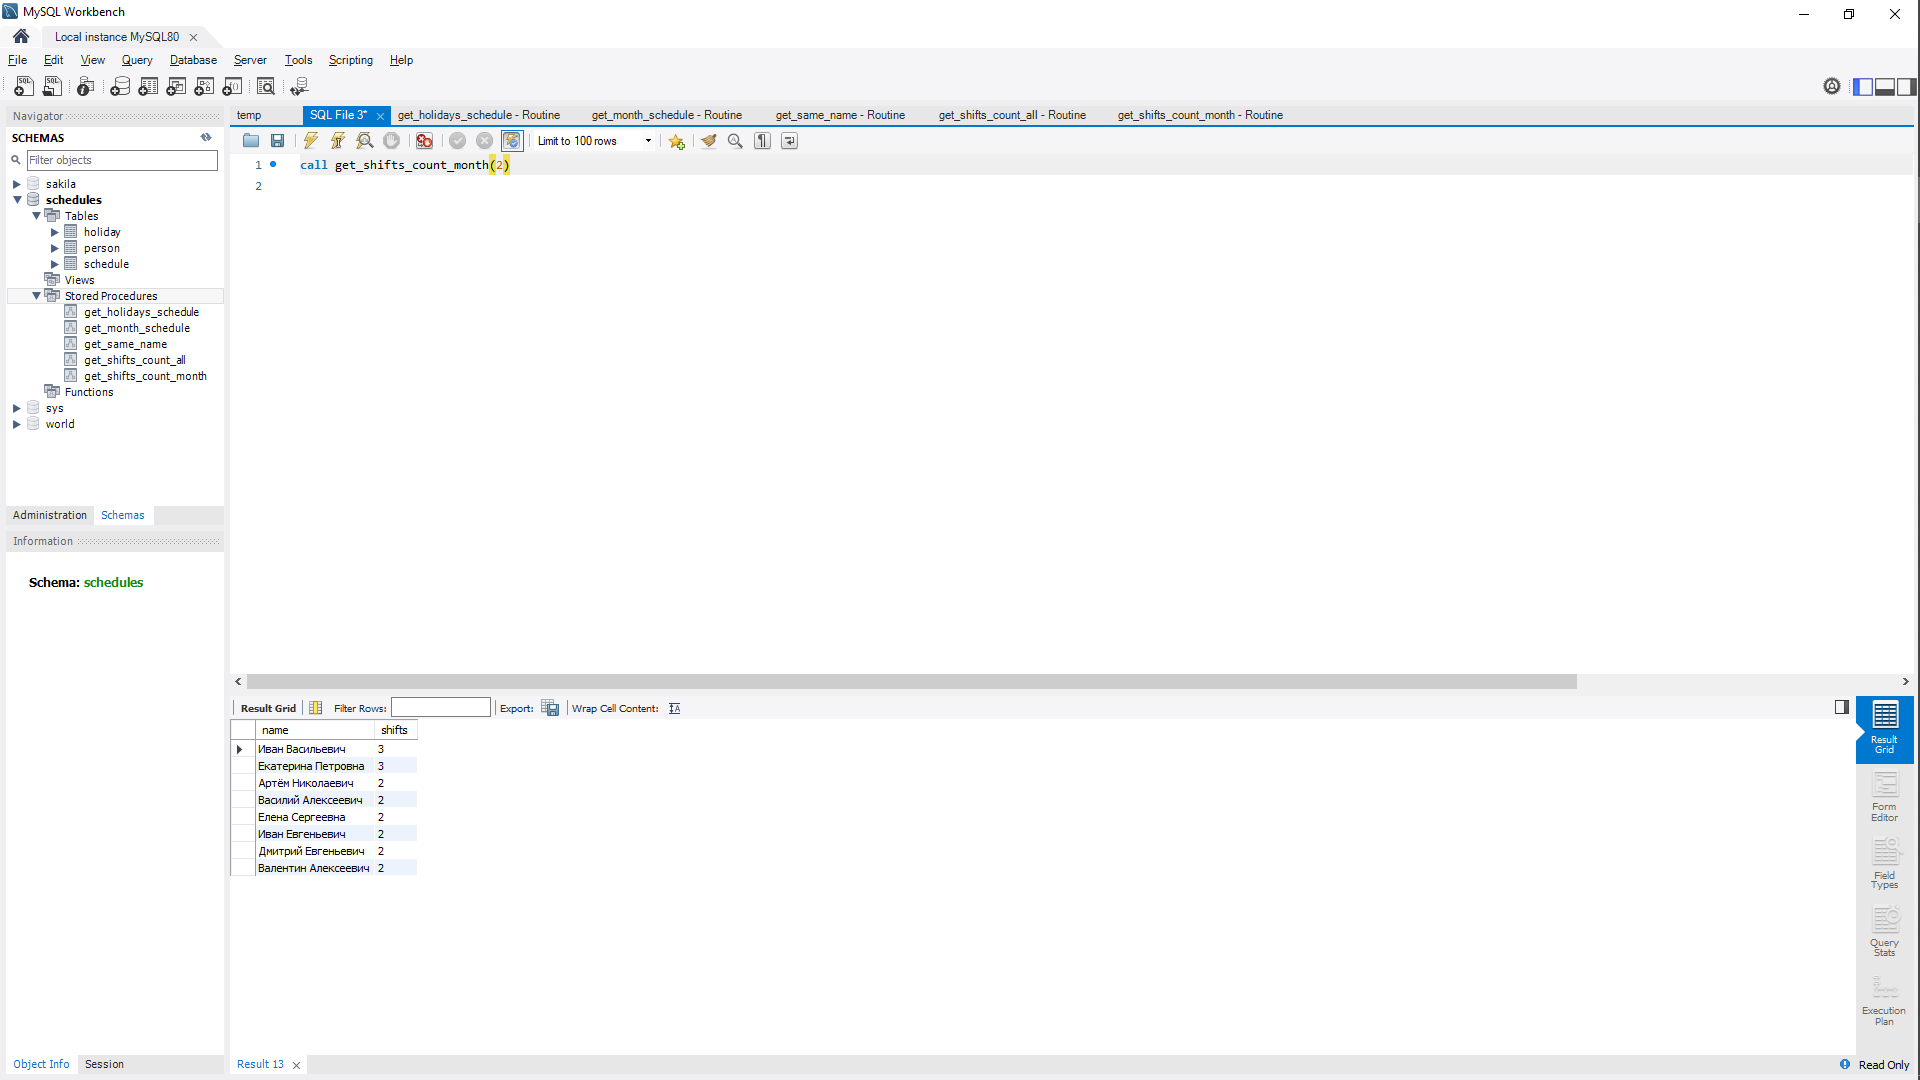 MySQL Workbench
Local instance MySQL80
File Edit View Query Database Server Tools Scripting Help
Navigator
SCHEMAS
Filter objects
sakila
schedules
Tables
holiday
person
schedule
Views
Stored Procedures
get_holidays_schedule
get_month_schedule
get_same_name
get_shifts_count_all
get_shifts_count_month
Functions
sys
world
Administration Schemas
Information
Schema: schedules
Object Info Session
temp SQL File 3* get_holidays_schedule - Routine get_month_schedule - Routine get_same_name - Routine get_shifts_count_all - Routine get_shifts_count_month - Routine
Limit to 100 rows
1 call get_shifts_count_month(2)
2
Result Grid Filter Rows: Export: Wrap Cell Content:
name shifts
Иван Васильевич 3
Екатерина Петровна 3
Артём Николаевич 2
Василий Алексеевич 2
Елена Сергеевна 2
Иван Евгеньевич 2
Дмитрий Евгеньевич 2
Валентин Алексеевич 2
Result
Grid
Form
Editor
Field
Types
Query
Stats
Execution
Plan
Result 13
Read Only